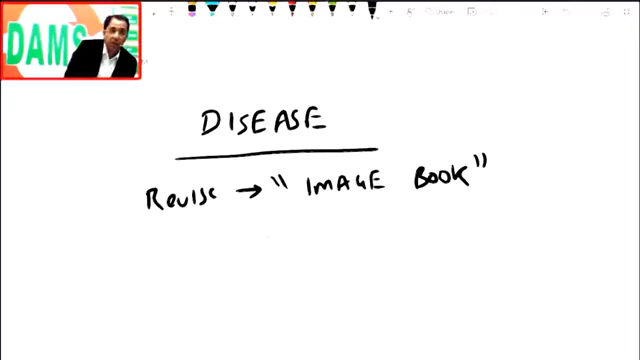 DAMS
DISEASE
Revise → "IMAGE BOOK"